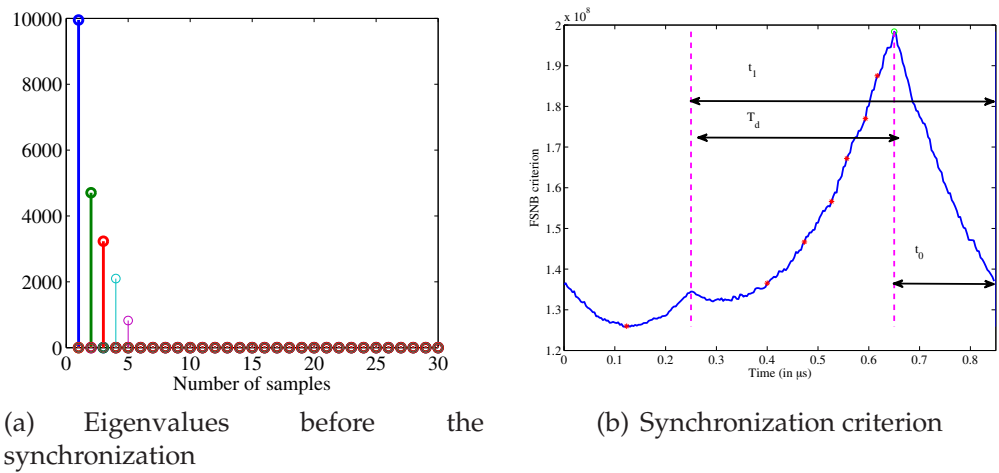 10000
8000
6000
4000
2000
0
0 5 10 15 20 25 30
Number of samples
(a) Eigenvalues before the
synchronization
x 10⁸
2
1.9
1.8
1.7
1.6
1.5
1.4
1.3
1.2
FSNB criterion
t₁
T_d
t₀
0 0.1 0.2 0.3 0.4 0.5 0.6 0.7 0.8
Time (in µs)
(b) Synchronization criterion